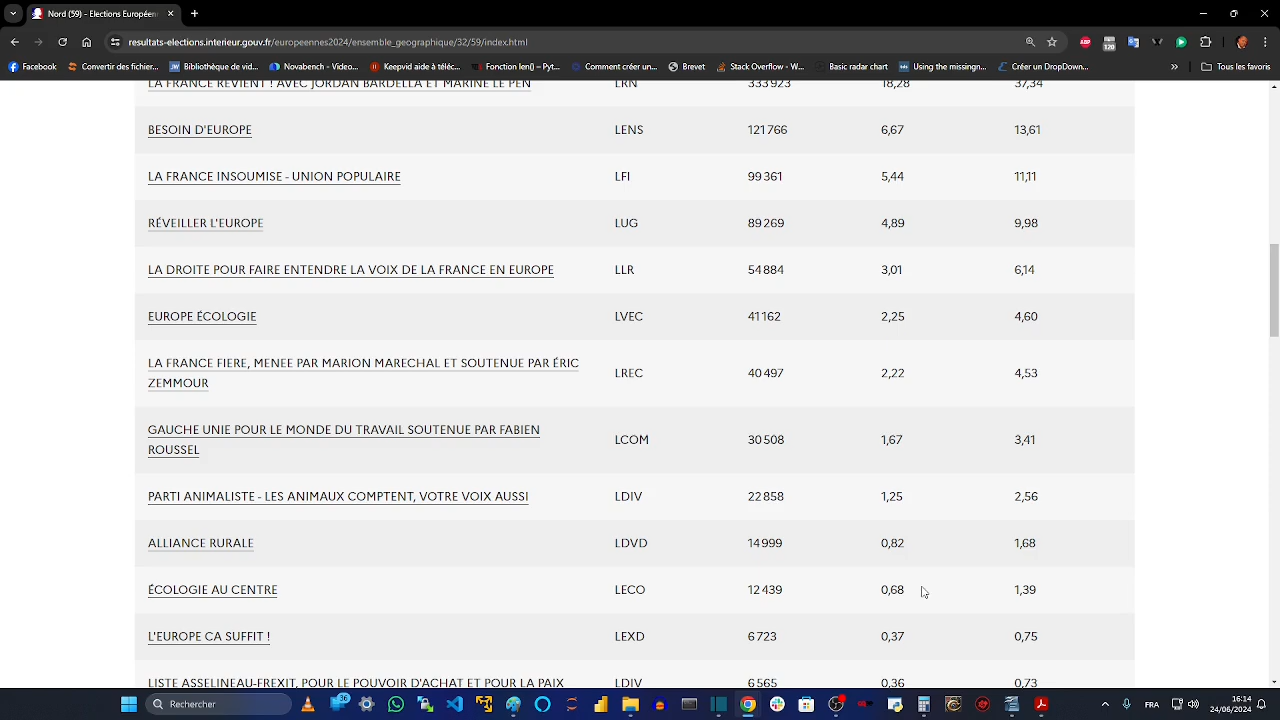 Nord (59) - Elections Européen
resultats-elections.interieur.gouv.fr/europeennes2024/ensemble_geographique/32/59/index.html
Facebook Convertir des fichier... Bibliothèque de vid... Novabench - Video... Keepvid aide à téle... Fonction len() – Pyt... Comment créer un... Brevet Stack Overflow - W... Basic radar chart Using the missingn... Créer un DropDown... » Tous les favoris
LA FRANCE REVIENT ! AVEC JORDAN BARDELLA ET MARINE LE PEN LRN 333 923 18,28 37,34
BESOIN D'EUROPE LENS 121 766 6,67 13,61
LA FRANCE INSOUMISE - UNION POPULAIRE LFI 99 361 5,44 11,11
RÉVEILLER L'EUROPE LUG 89 269 4,89 9,98
LA DROITE POUR FAIRE ENTENDRE LA VOIX DE LA FRANCE EN EUROPE LLR 54 884 3,01 6,14
EUROPE ÉCOLOGIE LVEC 41 162 2,25 4,60
LA FRANCE FIERE, MENEE PAR MARION MARECHAL ET SOUTENUE PAR ÉRIC
ZEMMOUR LREC 40 497 2,22 4,53
GAUCHE UNIE POUR LE MONDE DU TRAVAIL SOUTENUE PAR FABIEN
ROUSSEL LCOM 30 508 1,67 3,41
PARTI ANIMALISTE - LES ANIMAUX COMPTENT, VOTRE VOIX AUSSI LDIV 22 858 1,25 2,56
ALLIANCE RURALE LDVD 14 999 0,82 1,68
ÉCOLOGIE AU CENTRE LECO 12 439 0,68 1,39
L'EUROPE CA SUFFIT ! LEXD 6 723 0,37 0,75
LISTE ASSELINEAU-FREXIT, POUR LE POUVOIR D'ACHAT ET POUR LA PAIX LDIV 6 565 0,36 0,73
Rechercher 36 FRA 16:14
24/06/2024